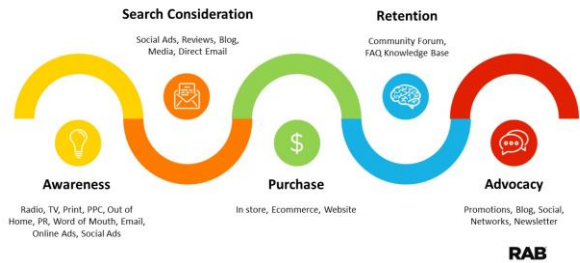 Search Consideration
Social Ads, Reviews, Blog,
Media, Direct Email
Retention
Community Forum,
FAQ Knowledge Base
$
Awareness
Radio, TV, Print, PPC, Out of
Home, PR, Word of Mouth, Email,
Online Ads, Social Ads
Purchase
In store, Ecommerce, Website
Advocacy
Promotions, Blog, Social,
Networks, Newsletter
RAB